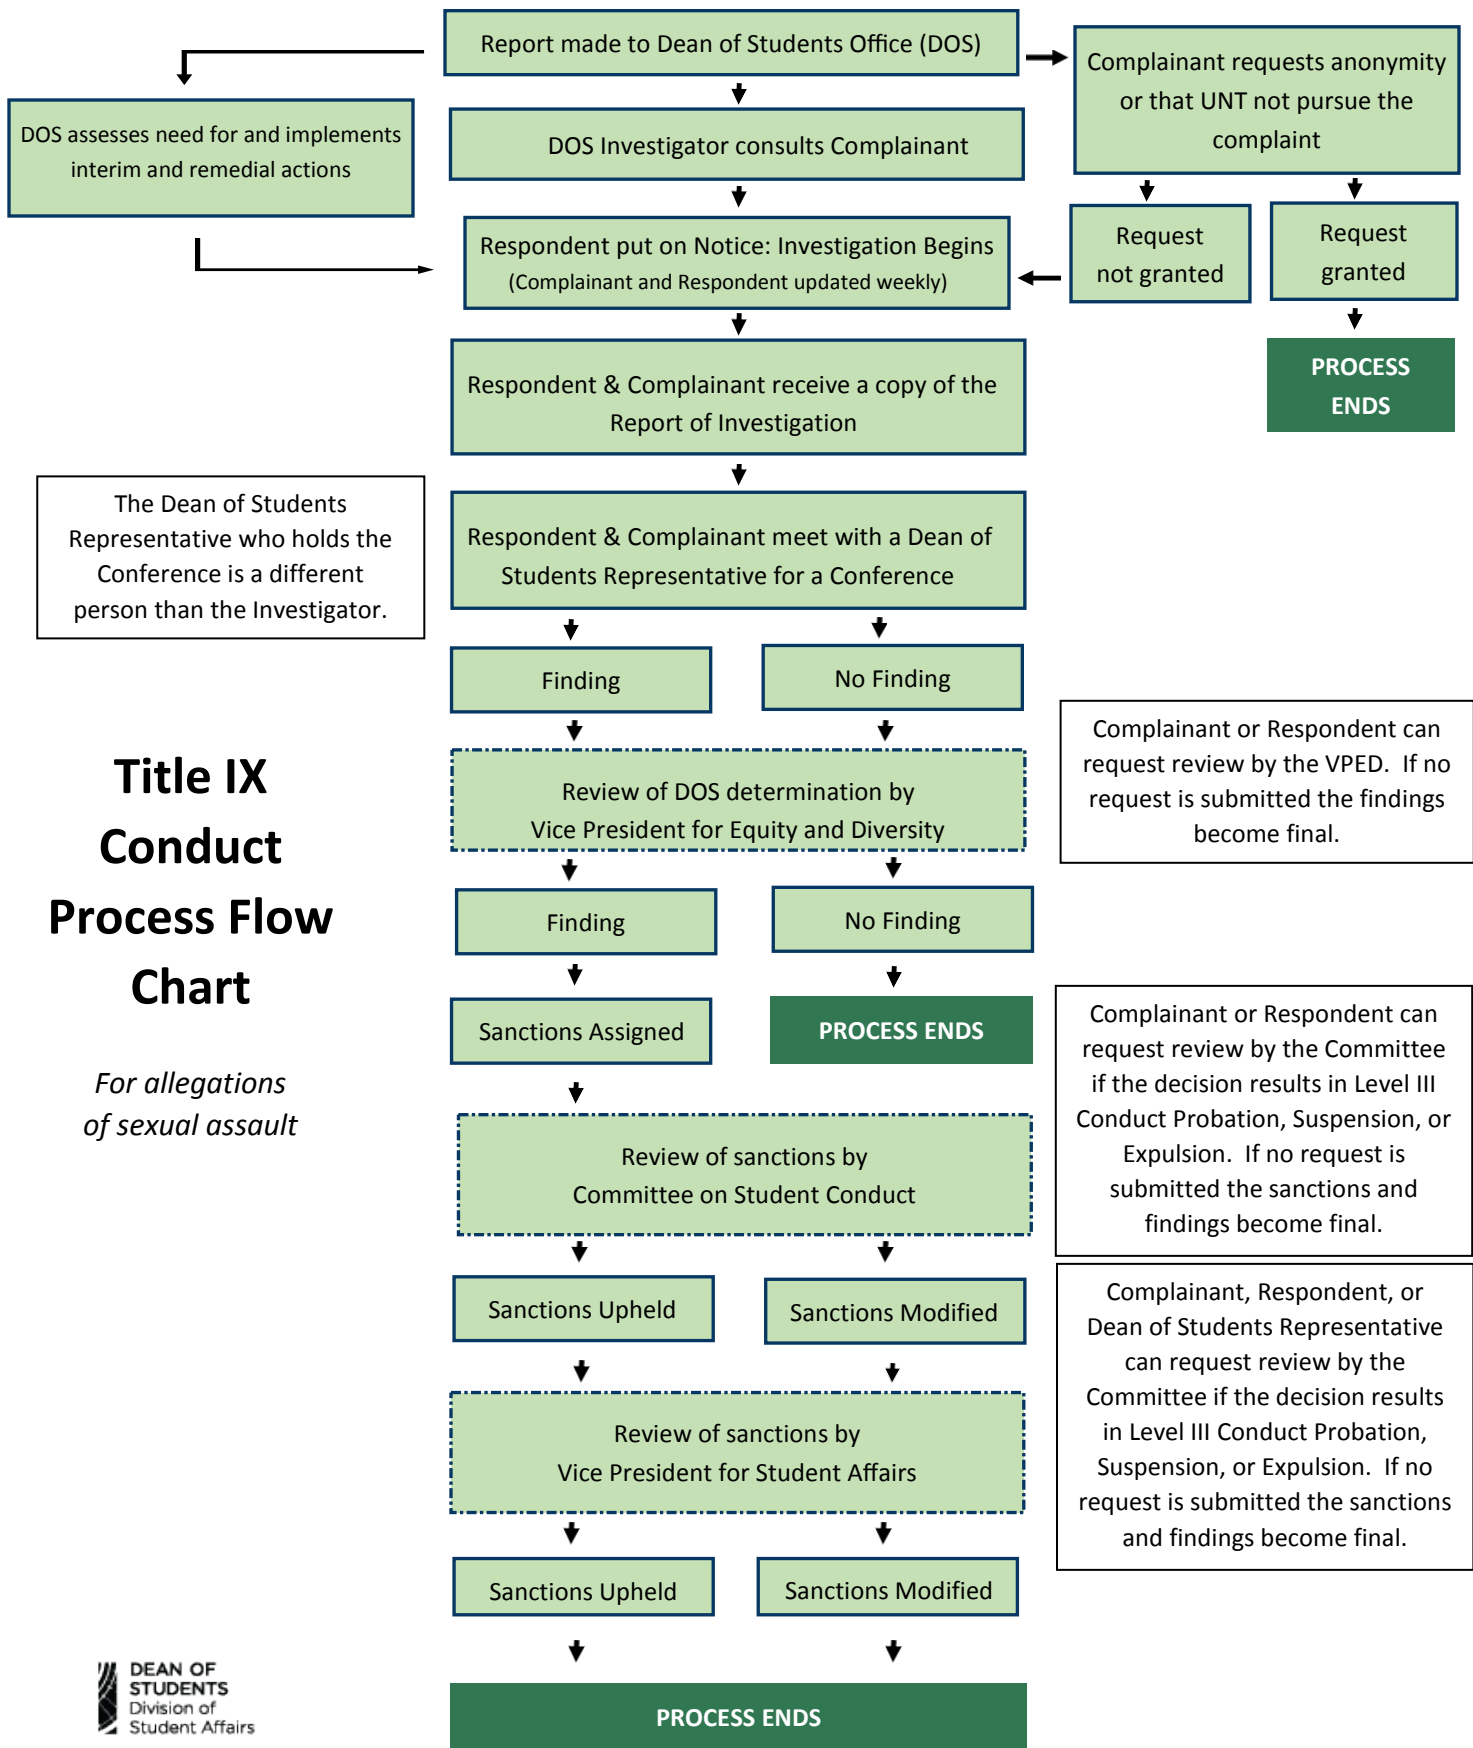 Report made to Dean of Students Office (DOS)
Complainant requests anonymity
or that UNT not pursue the
complaint
DOS assesses need for and implements
interim and remedial actions
DOS Investigator consults Complainant
Respondent put on Notice: Investigation Begins
(Complainant and Respondent updated weekly)
Request
not granted
Request
granted
PROCESS
ENDS
Respondent & Complainant receive a copy of the
Report of Investigation
The Dean of Students
Representative who holds the
Conference is a different
person than the Investigator.
Respondent & Complainant meet with a Dean of
Students Representative for a Conference
Finding
No Finding
Title IX
Conduct
Process Flow
Chart
For allegations
of sexual assault
Review of DOS determination by
Vice President for Equity and Diversity
Complainant or Respondent can
request review by the VPED.  If no
request is submitted the findings
become final.
Finding
No Finding
Sanctions Assigned
PROCESS ENDS
Complainant or Respondent can
request review by the Committee
if the decision results in Level III
Conduct Probation, Suspension, or
Expulsion.  If no request is
submitted the sanctions and
findings become final.
Review of sanctions by
Committee on Student Conduct
Sanctions Upheld
Sanctions Modified
Complainant, Respondent, or
Dean of Students Representative
can request review by the
Committee if the decision results
in Level III Conduct Probation,
Suspension, or Expulsion.  If no
request is submitted the sanctions
and findings become final.
Review of sanctions by
Vice President for Student Affairs
Sanctions Upheld
Sanctions Modified
PROCESS ENDS
DEAN OF
STUDENTS
Division of
Student Affairs